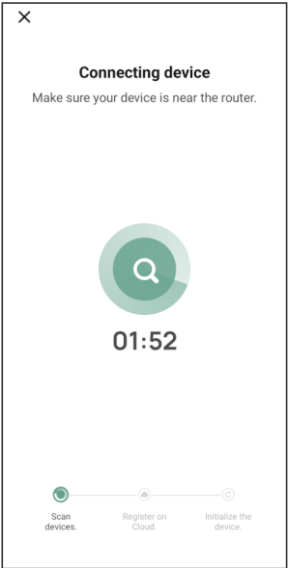 Connecting device
Make sure your device is near the router.
01:52
Scan
devices.
Register on
Cloud.
Initialize the
device.